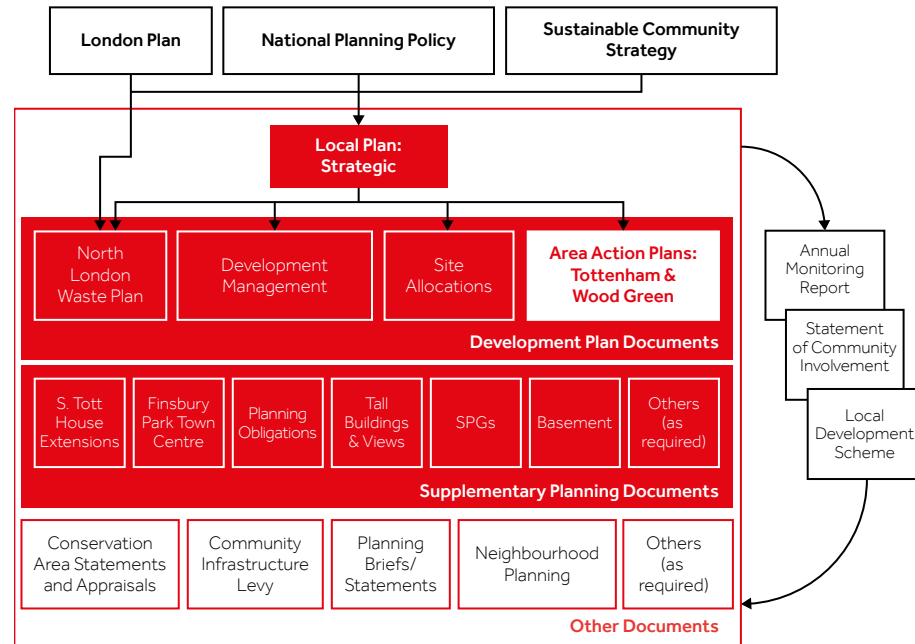 London Plan
National Planning Policy
Sustainable Community
Strategy
Local Plan:
Strategic
North
London
Waste Plan
Development
Management
Site
Allocations
Area Action Plans:
Tottenham &
Wood Green
Development Plan Documents
S. Tott
House
Extensions
Finsbury
Park Town
Centre
Planning
Obligations
Tall
Buildings
& Views
SPGs
Basement
Others
(as
required)
Supplementary Planning Documents
Conservation
Area Statements
and Appraisals
Community
Infrastructure
Levy
Planning
Briefs/
Statements
Neighbourhood
Planning
Others
(as
required)
Other Documents
Annual
Monitoring
Report
Statement
of Community
Involvement
Local
Development
Scheme